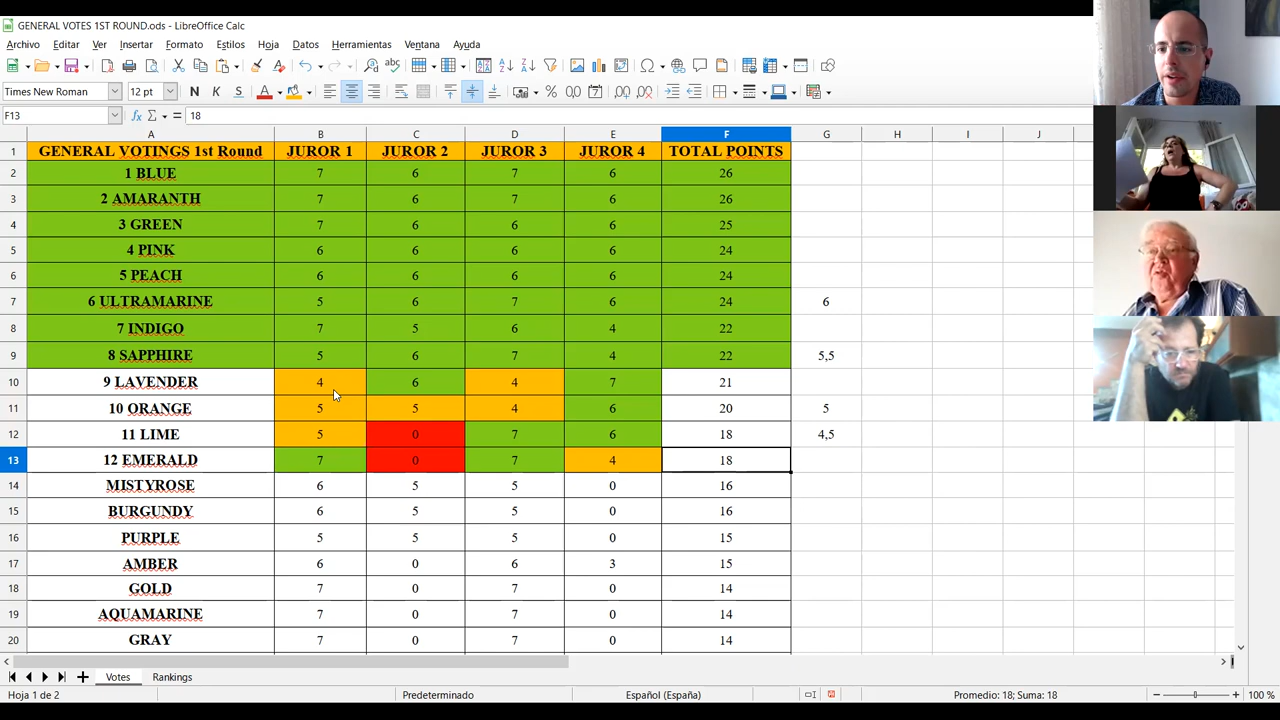 GENERAL VOTES 1ST ROUND.ods - LibreOffice Calc
Archivo Editar Ver Insertar Formato Estilos Hoja Datos Herramientas Ventana Ayuda
Times New Roman 12 pt N K S
F13 18
A B C D E F G H I J
1 GENERAL VOTINGS 1st Round JUROR 1 JUROR 2 JUROR 3 JUROR 4 TOTAL POINTS
2 1 BLUE 7 6 7 6 26
3 2 AMARANTH 7 6 7 6 26
4 3 GREEN 7 6 6 6 25
5 4 PINK 6 6 6 6 24
6 5 PEACH 6 6 6 6 24
7 6 ULTRAMARINE 5 6 7 6 24 6
8 7 INDIGO 7 5 6 4 22
9 8 SAPPHIRE 5 6 7 4 22 5,5
10 9 LAVENDER 4 6 4 7 21
11 10 ORANGE 5 5 4 6 20 5
12 11 LIME 5 0 7 6 18 4,5
13 12 EMERALD 7 0 7 4 18
14 MISTYROSE 6 5 5 0 16
15 BURGUNDY 6 5 5 0 16
16 PURPLE 5 5 5 0 15
17 AMBER 6 0 6 3 15
18 GOLD 7 0 7 0 14
19 AQUAMARINE 7 0 7 0 14
20 GRAY 7 0 7 0 14
Votes Rankings
Hoja 1 de 2 Predeterminado Español (España) Promedio: 18; Suma: 18 100 %